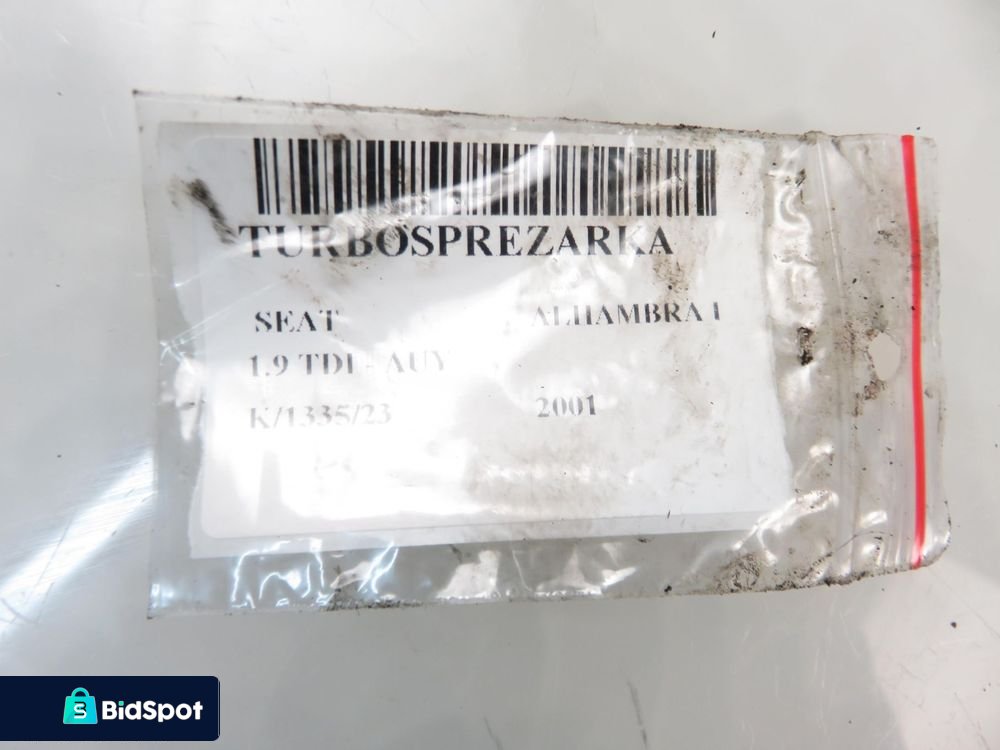 TURBOSPREZARKA
SEAT ALHAMBRA I
1.9 TDI - AUY
K/1335/23 2001
BidSpot